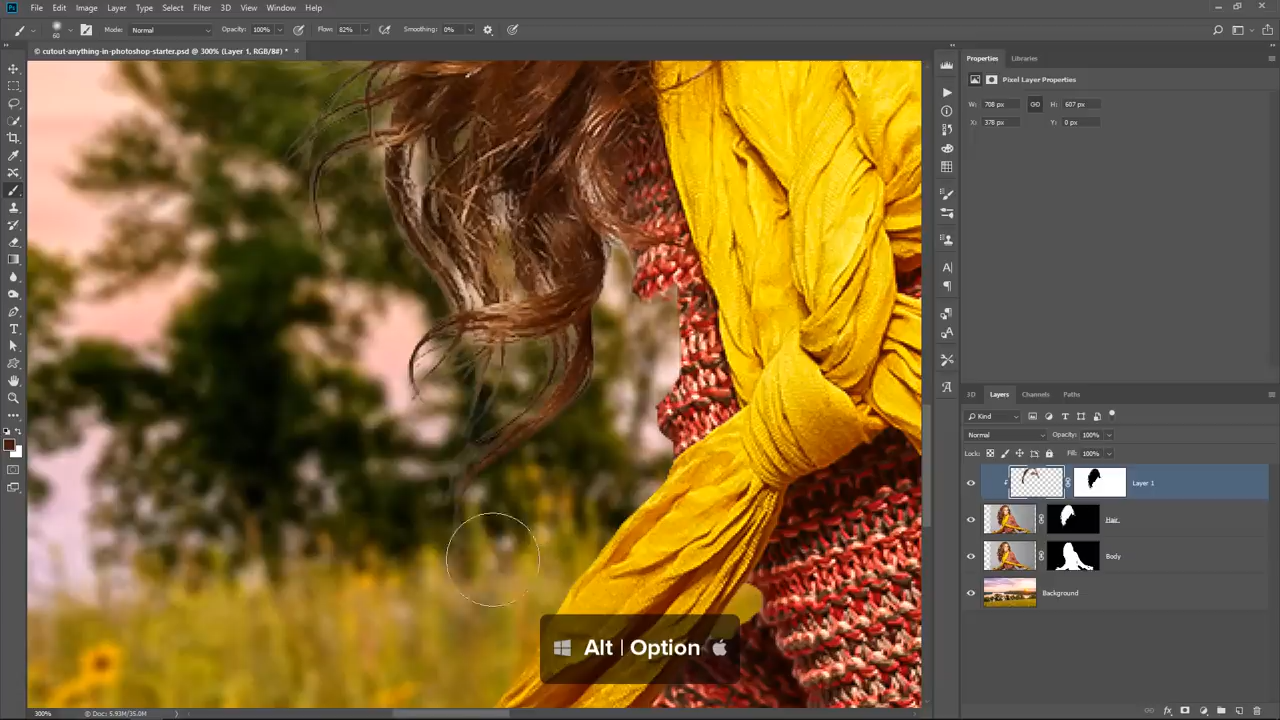 Ps File Edit Image Layer Type Select Filter 3D View Window Help
60 Mode: Normal Opacity: 100% Flow: 82% Smoothing: 0%
© cutout-anything-in-photoshop-starter.psd @ 300% (Layer 1, RGB/8#) * ×
Properties Libraries
Pixel Layer Properties
W: 708 px H: 607 px
X: 378 px Y: 0 px
3D Layers Channels Paths
Kind
Normal Opacity: 100%
Lock: Fill: 100%
Layer 1
Hair
Body
Background
Alt | Option
300% Doc: 5.93M/35.0M
fx